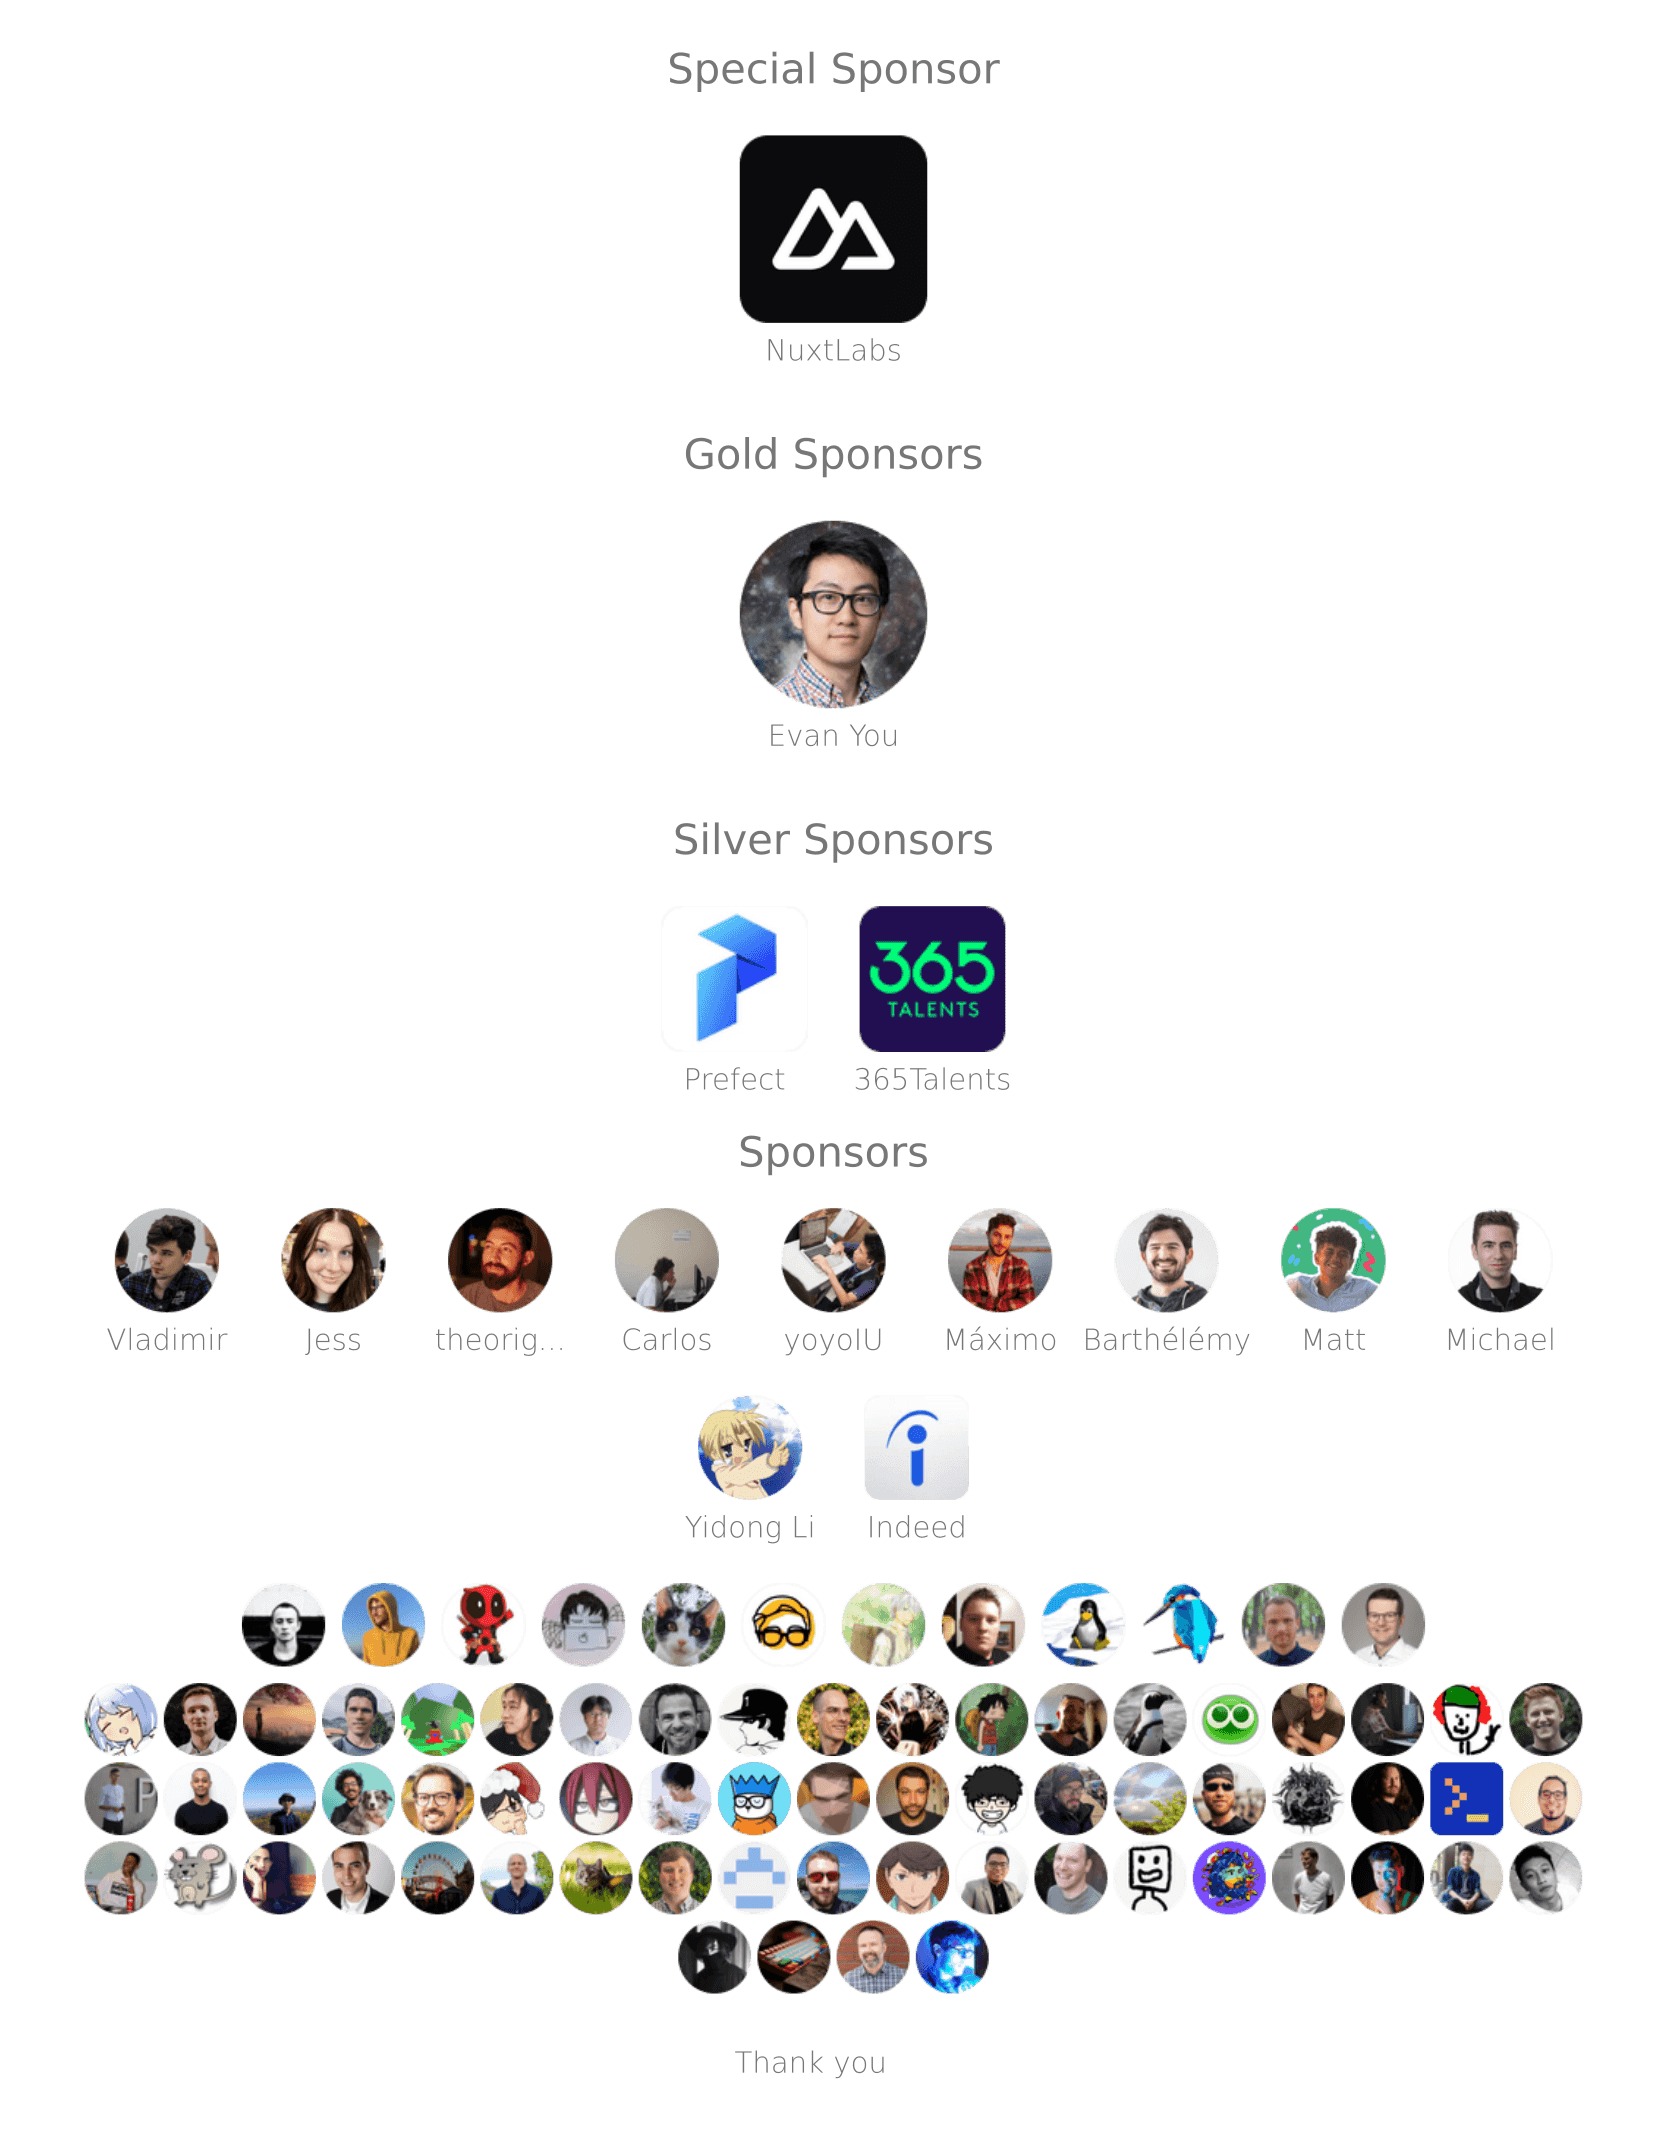 Special Sponsor
NuxtLabs
Gold Sponsors
Evan You
Silver Sponsors
365
TALENTS
Prefect 365Talents
Sponsors
Vladimir Jess theorig... Carlos yoyolU Máximo Barthélémy Matt Michael
Yidong Li Indeed
Thank you